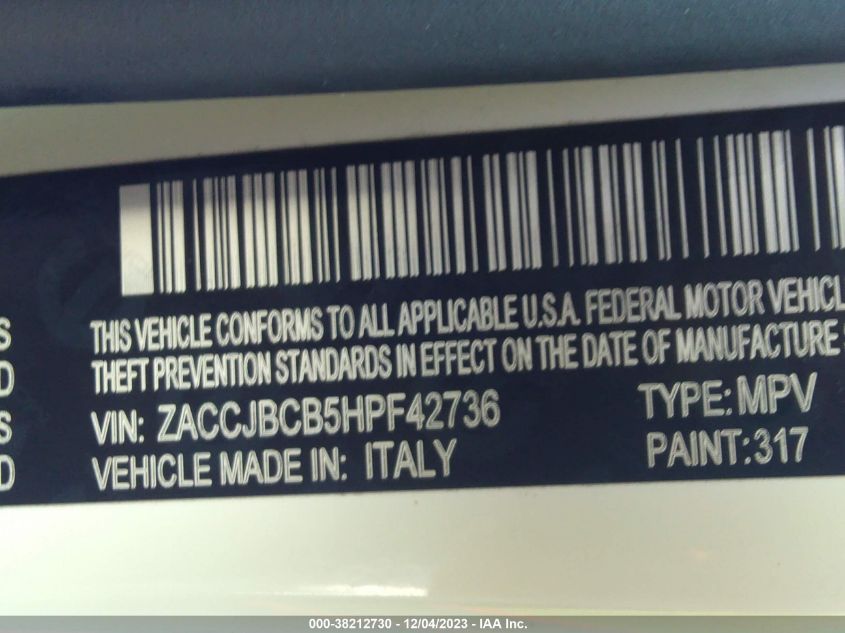 THIS VEHICLE CONFORMS TO ALL APPLICABLE U.S.A. FEDERAL MOTOR VEHICL
THEFT PREVENTION STANDARDS IN EFFECT ON THE DATE OF MANUFACTURE S
VIN: ZACCJBCB5HPF42736 TYPE: MPV
VEHICLE MADE IN: ITALY PAINT: 317
S
D
S
D
000-38212730 - 12/04/2023 - IAA Inc.